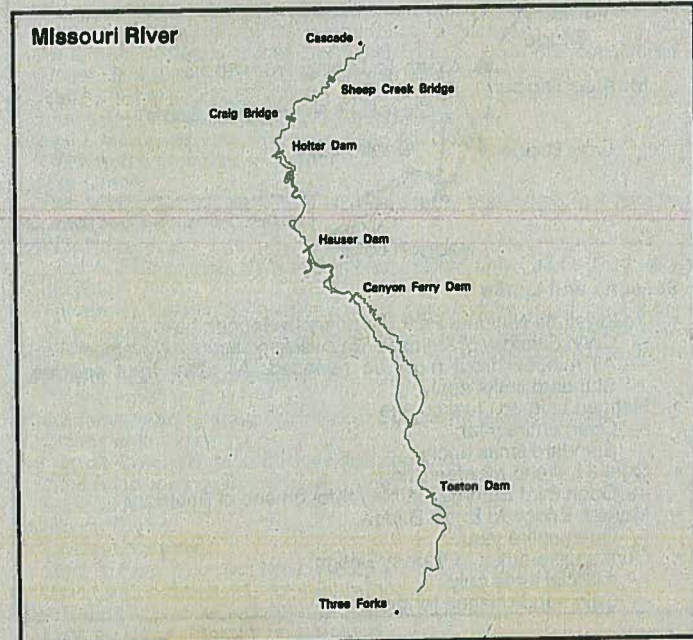 Missouri River
Cascade
Sheep Creek Bridge
Craig Bridge
Holter Dam
Hauser Dam
Canyon Ferry Dam
Toston Dam
Three Forks